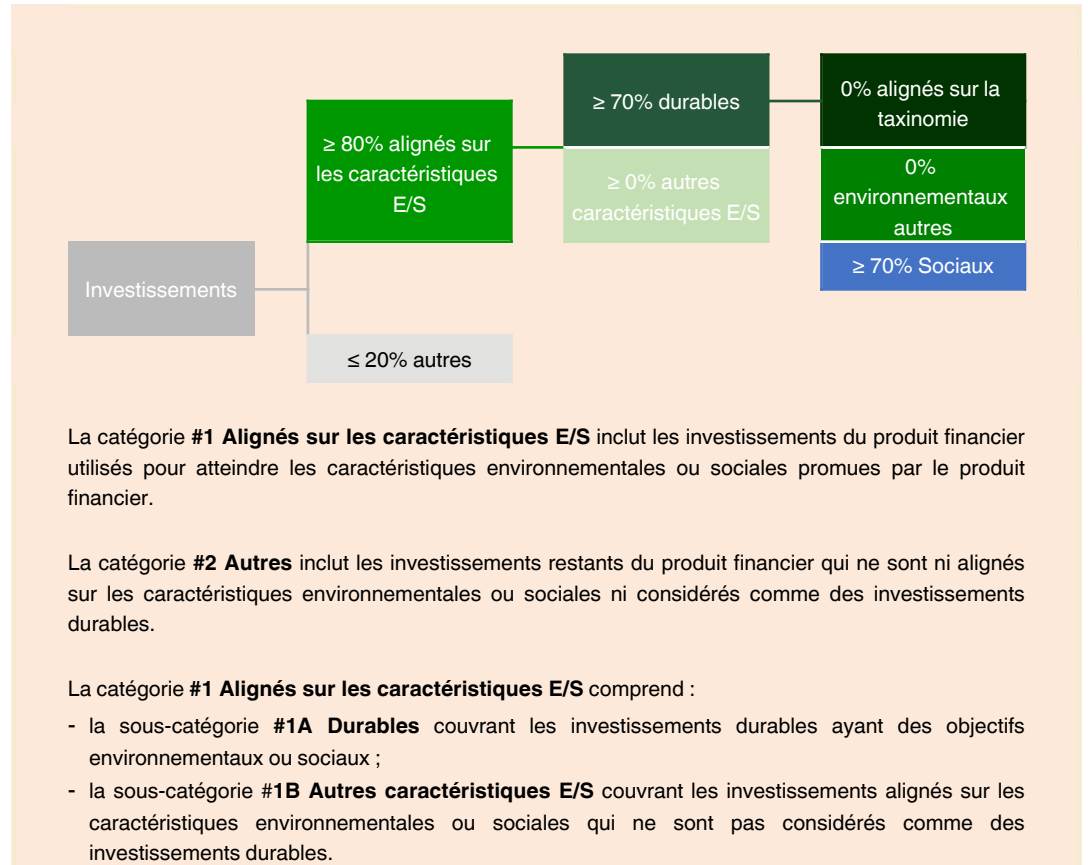 ≥ 70% durables
0% alignés sur la
taxinomie
≥ 80% alignés sur
les caractéristiques
E/S
≥ 0% autres
caractéristiques E/S
0%
environnementaux
autres
≥ 70% Sociaux
Investissements
≤ 20% autres
La catégorie #1 Alignés sur les caractéristiques E/S inclut les investissements du produit financier
utilisés pour atteindre les caractéristiques environnementales ou sociales promues par le produit
financier.
La catégorie #2 Autres inclut les investissements restants du produit financier qui ne sont ni alignés
sur les caractéristiques environnementales ou sociales ni considérés comme des investissements
durables.
La catégorie #1 Alignés sur les caractéristiques E/S comprend :
- la sous-catégorie #1A Durables couvrant les investissements durables ayant des objectifs
environnementaux ou sociaux ;
- la sous-catégorie #1B Autres caractéristiques E/S couvrant les investissements alignés sur les
caractéristiques environnementales ou sociales qui ne sont pas considérés comme des
investissements durables.